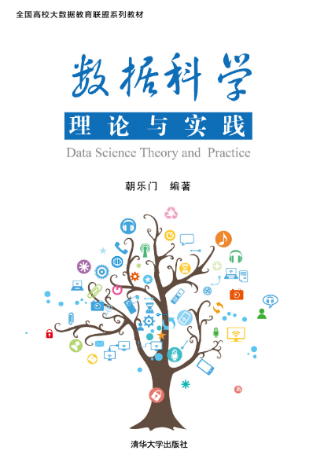 全国高校大数据教育联盟系列教材
数据科学
理论与实践
Data Science Theory and Practice
朝乐门 编著
清华大学出版社